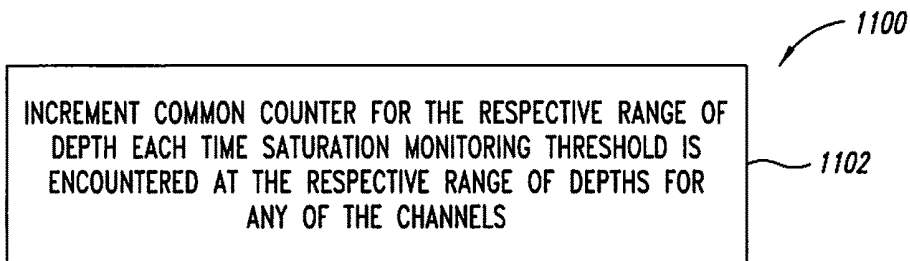 1100
INCREMENT COMMON COUNTER FOR THE RESPECTIVE RANGE OF
DEPTH EACH TIME SATURATION MONITORING THRESHOLD IS
ENCOUNTERED AT THE RESPECTIVE RANGE OF DEPTHS FOR
ANY OF THE CHANNELS
1102